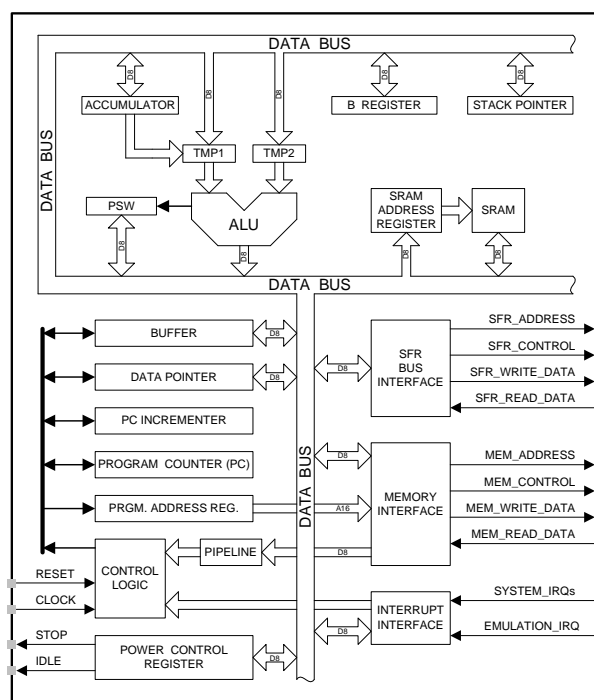 DATA BUS
D8
D8
D8
D8
D8
ACCUMULATOR
B REGISTER
STACK POINTER
DATA BUS
TMP1
TMP2
PSW
ALU
SRAM
ADDRESS
REGISTER
SRAM
D8
D8
D8
D8
DATA BUS
BUFFER
D8
DATA POINTER
D8
PC INCREMENTER
PROGRAM COUNTER (PC)
PRGM. ADDRESS REG.
A16
DATA BUS
D8
SFR
BUS
INTERFACE
SFR_ADDRESS
SFR_CONTROL
SFR_WRITE_DATA
SFR_READ_DATA
D8
MEMORY
INTERFACE
MEM_ADDRESS
MEM_CONTROL
MEM_WRITE_DATA
MEM_READ_DATA
CONTROL
LOGIC
PIPELINE
D8
RESET
CLOCK
STOP
IDLE
POWER CONTROL
REGISTER
D8
D8
INTERRUPT
INTERFACE
SYSTEM_IRQs
EMULATION_IRQ